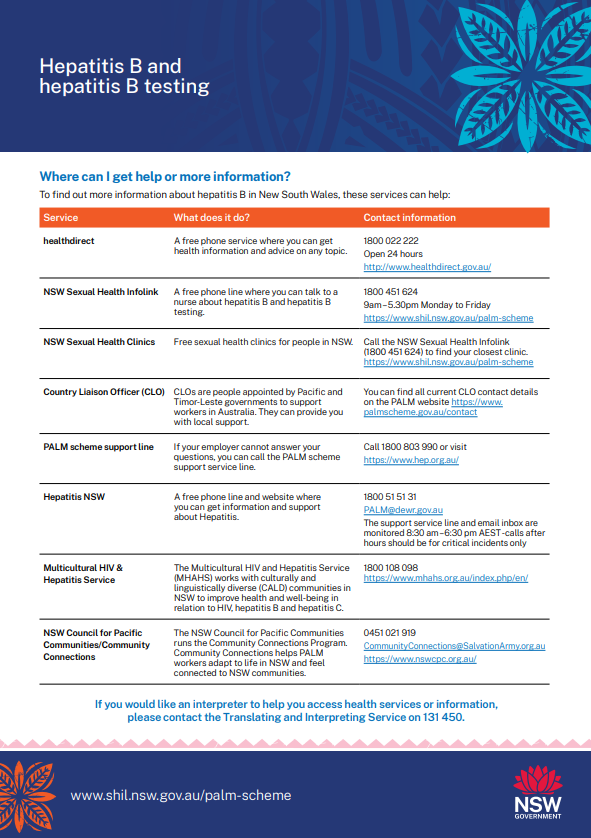 Hepatitis B and
hepatitis B testing
Where can I get help or more information?
To find out more information about hepatitis B in New South Wales, these services can help:
Service What does it do? Contact information
healthdirect
A free phone service where you can get
health information and advice on any topic.
1800 022 222
Open 24 hours
http://www.healthdirect.gov.au/
NSW Sexual Health Infolink
A free phone line where you can talk to a
nurse about hepatitis B and hepatitis B
testing.
1800 451 624
9am–5.30pm Monday to Friday
https://www.shil.nsw.gov.au/palm-scheme
NSW Sexual Health Clinics
Free sexual health clinics for people in NSW.
Call the NSW Sexual Health Infolink
(1800 451 624) to find your closest clinic.
https://www.shil.nsw.gov.au/palm-scheme
Country Liaison Officer (CLO)
CLOs are people appointed by Pacific and
Timor-Leste governments to support
workers in Australia. They can provide you
with local support.
You can find all current CLO contact details
on the PALM website https://www.
palmscheme.gov.au/contact
PALM scheme support line
If your employer cannot answer your
questions, you can call the PALM scheme
support service line.
Call 1800 803 990 or visit
https://www.hep.org.au/
Hepatitis NSW
A free phone line and website where
you can get information and support
about Hepatitis.
1800 51 51 31
PALM@dewr.gov.au
The support service line and email inbox are
monitored 8:30 am–6:30 pm AEST-calls after
hours should be for critical incidents only
Multicultural HIV &
Hepatitis Service
The Multicultural HIV and Hepatitis Service
(MHAHS) works with culturally and
linguistically diverse (CALD) communities in
NSW to improve health and well-being in
relation to HIV, hepatitis B and hepatitis C.
1800 108 098
https://www.mhahs.org.au/index.php/en/
NSW Council for Pacific
Communities/Community
Connections
The NSW Council for Pacific Communities
runs the Community Connections Program.
Community Connections helps PALM
workers adapt to life in NSW and feel
connected to NSW communities.
0451 021 919
CommunityConnections@SalvationArmy.org.au
https://www.nswcpc.org.au/
If you would like an interpreter to help you access health services or information,
please contact the Translating and Interpreting Service on 131 450.
www.shil.nsw.gov.au/palm-scheme
NSW
GOVERNMENT